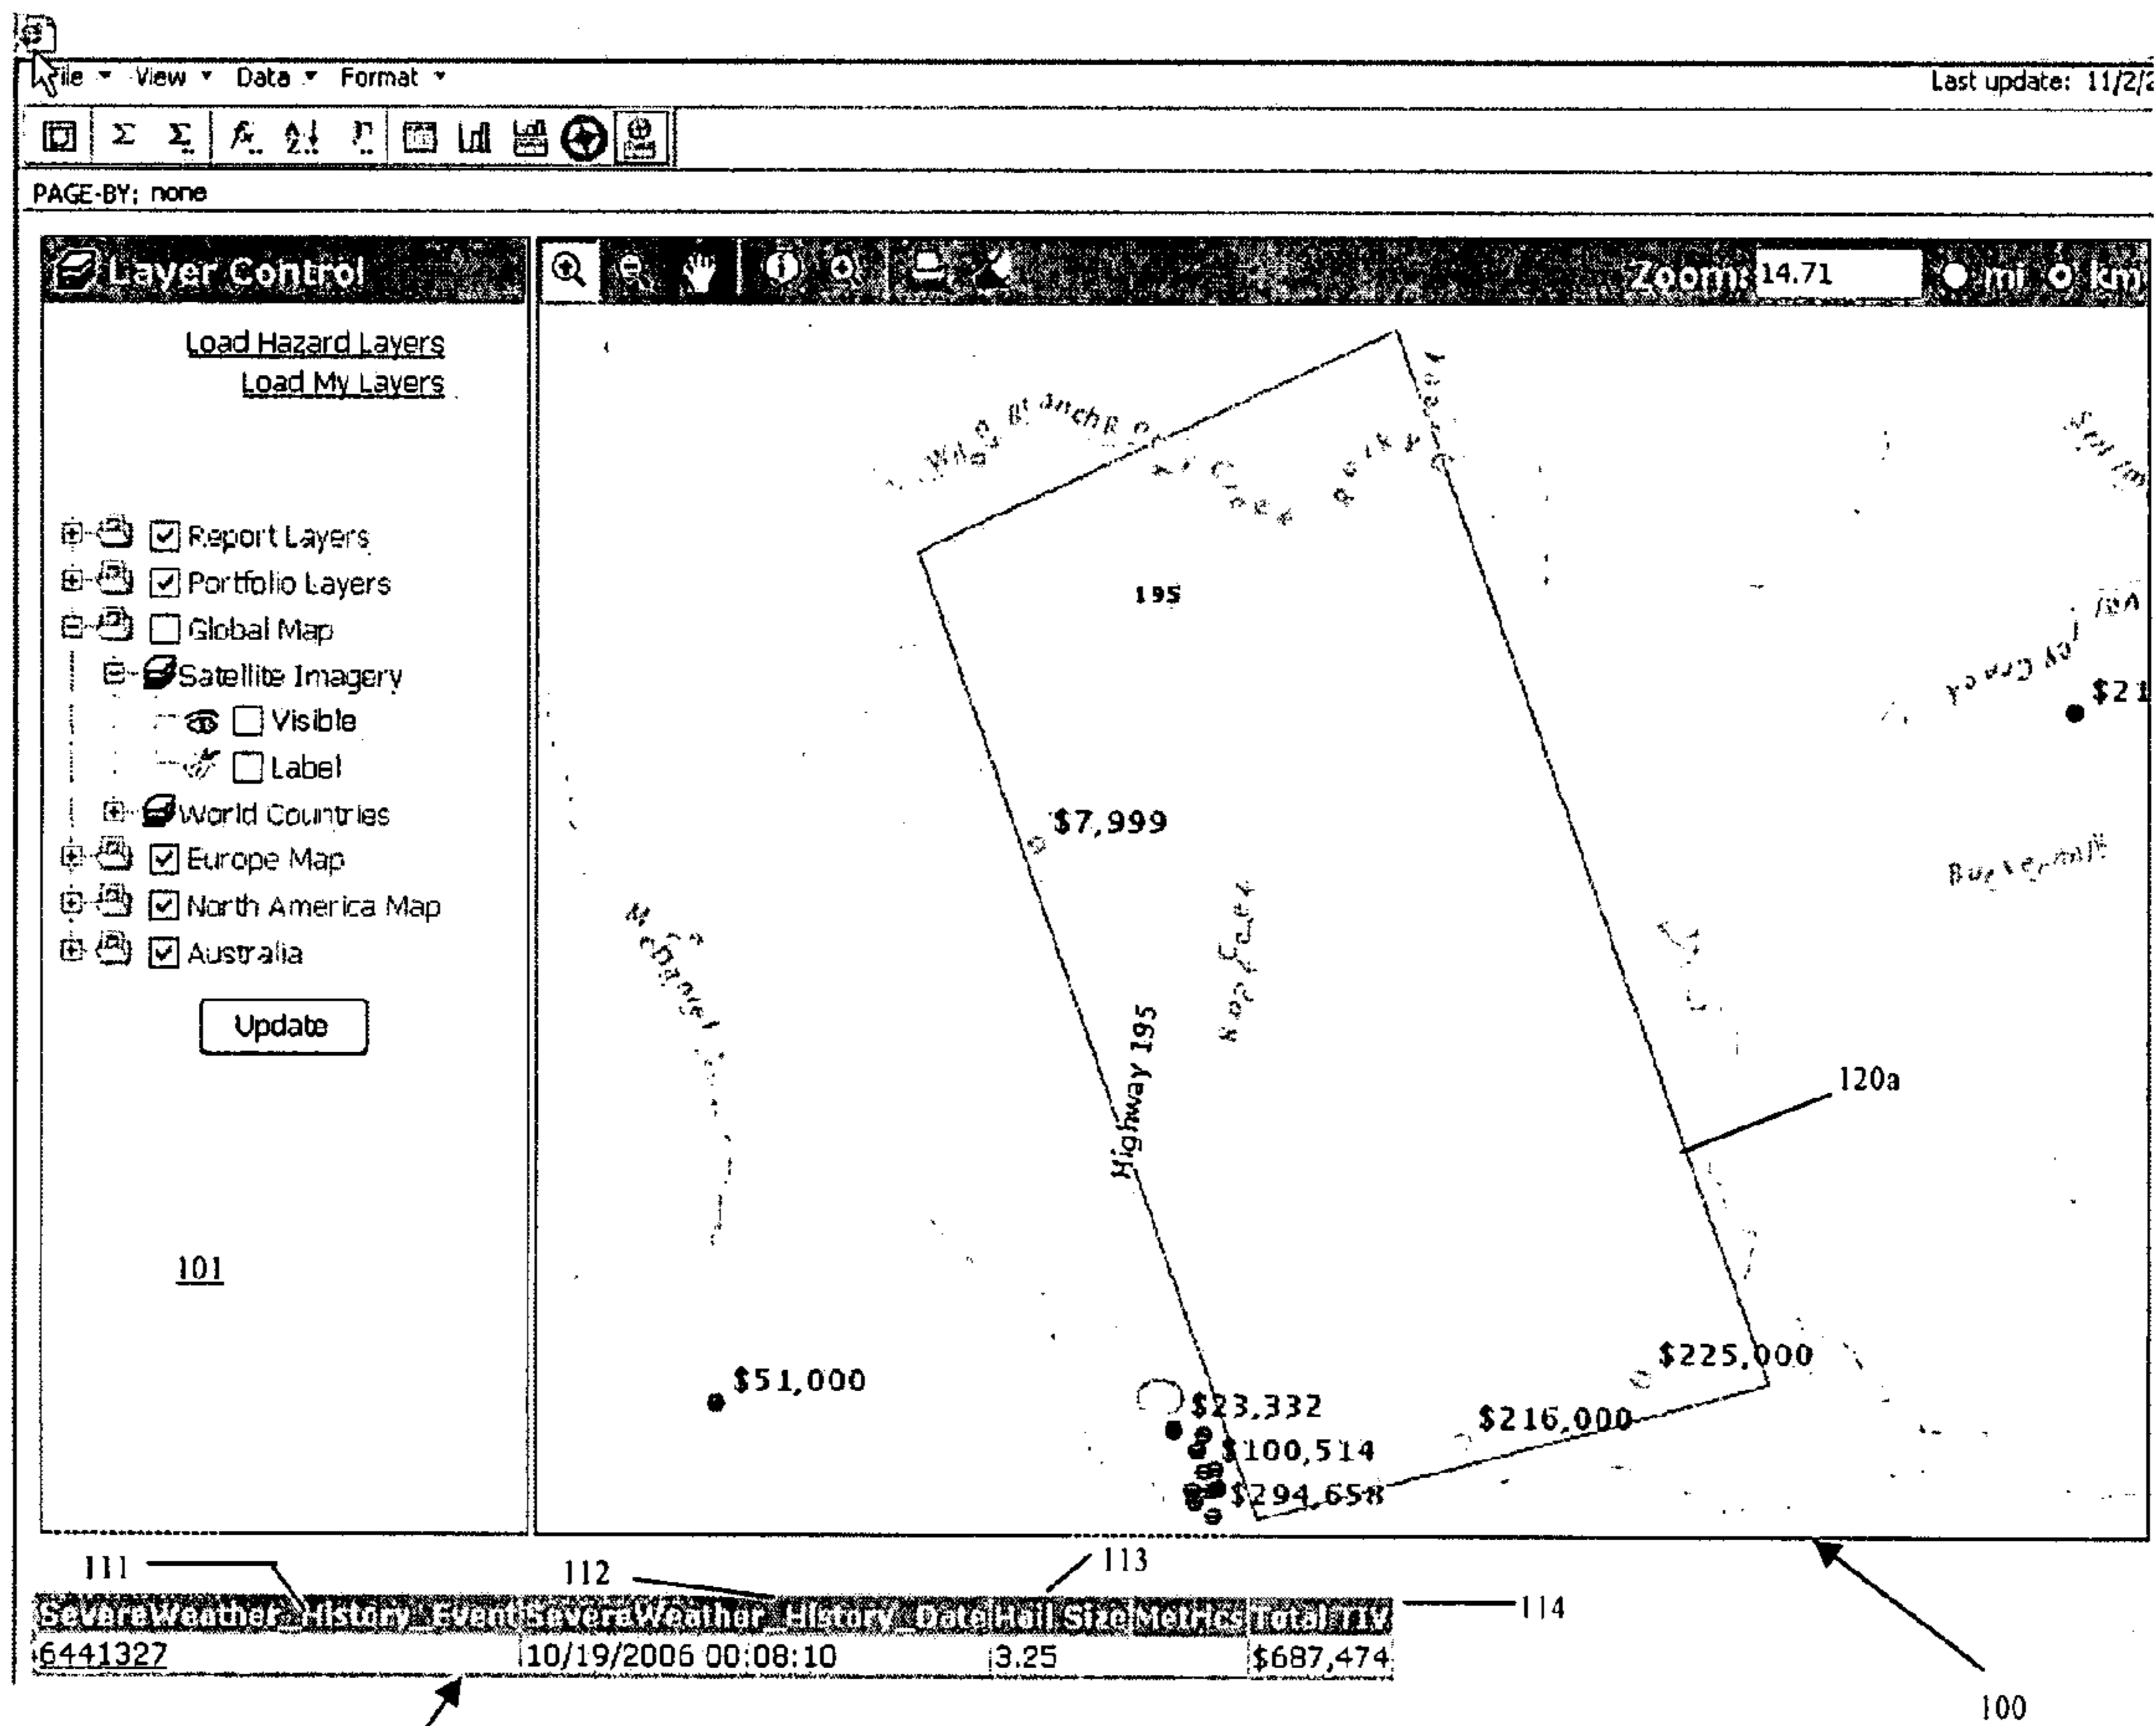 File View Data Format
Last update: 11/2/2
PAGE-BY: none
Layer Control
Zoom: 14.71 mi km
Load Hazard Layers
Load My Layers
Report Layers
Portfolio Layers
Global Map
Satellite Imagery
Visible
Label
World Countries
Europe Map
North America Map
Australia
Update
101
195
$21
$7,999
Highway 195
120a
$225,000
$51,000
$23,332
$216,000
$100,514
$294,658
111
112
113
114
SevereWeather_History_Event SevereWeather_History_Date Hail Size Metrics Total TIV
6441327 10/19/2006 00:08:10 3.25 $687,474
100